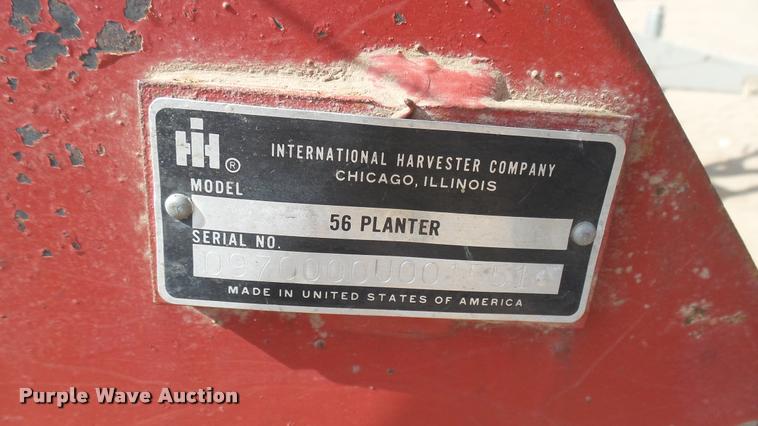 IH ®
INTERNATIONAL HARVESTER COMPANY
CHICAGO, ILLINOIS
MODEL
56 PLANTER
SERIAL NO.
MADE IN UNITED STATES OF AMERICA
Purple Wave Auction®